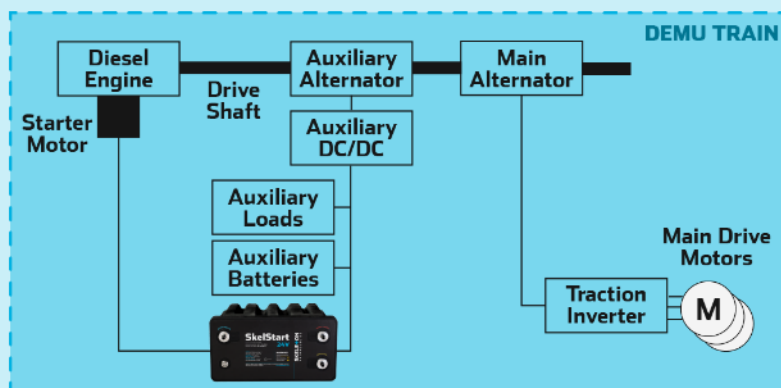 DEMU TRAIN
Diesel
Engine
Auxiliary
Alternator
Main
Alternator
Drive
Shaft
Starter
Motor
Auxiliary
DC/DC
Auxiliary
Loads
Auxiliary
Batteries
Main Drive
Motors
Traction
Inverter
M
SkelStart
24V